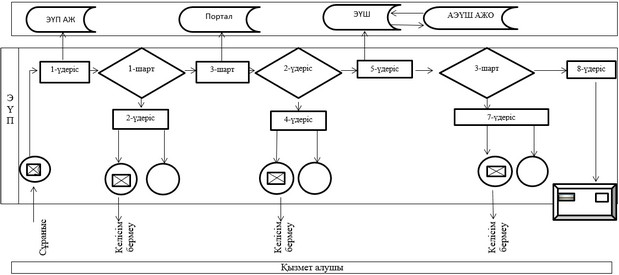 ЭҮП АЖ
Портал
ЭҮШ
АЭҮШ АЖО
Э
Ү
П
1-үдеріс
1-шарт
3-шарт
2-үдеріс
5-үдеріс
3-шарт
8-үдеріс
2-үдеріс
4-үдеріс
7-үдеріс
Сұраныс
Келісім
бермеу
Келісім
бермеу
Келісім
бермеу
Қызмет алушы